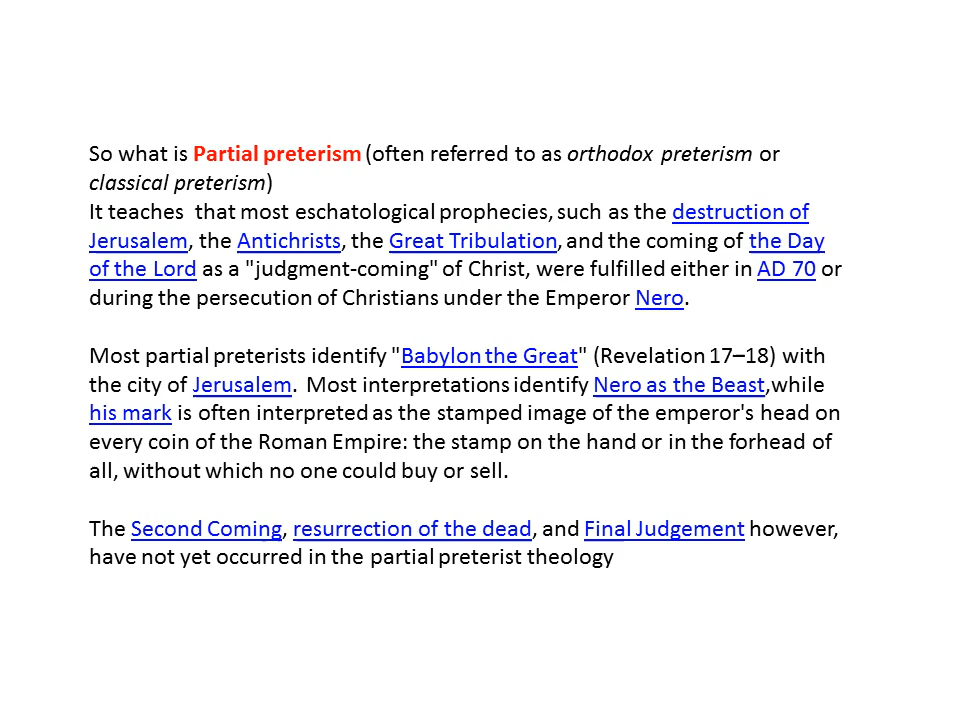 So what is Partial preterism (often referred to as orthodox preterism or
classical preterism)
It teaches  that most eschatological prophecies, such as the destruction of
Jerusalem, the Antichrists, the Great Tribulation, and the coming of the Day
of the Lord as a "judgment-coming" of Christ, were fulfilled either in AD 70 or
during the persecution of Christians under the Emperor Nero.
Most partial preterists identify "Babylon the Great" (Revelation 17–18) with
the city of Jerusalem.  Most interpretations identify Nero as the Beast,while
his mark is often interpreted as the stamped image of the emperor's head on
every coin of the Roman Empire: the stamp on the hand or in the forhead of
all, without which no one could buy or sell.
The Second Coming, resurrection of the dead, and Final Judgement however,
have not yet occurred in the partial preterist theology